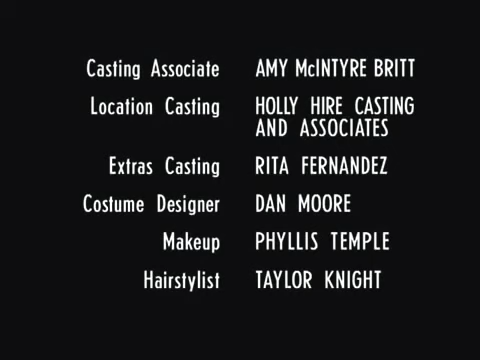 Casting Associate AMY McINTYRE BRITT
Location Casting HOLLY HIRE CASTING
AND ASSOCIATES
Extras Casting RITA FERNANDEZ
Costume Designer DAN MOORE
Makeup PHYLLIS TEMPLE
Hairstylist TAYLOR KNIGHT